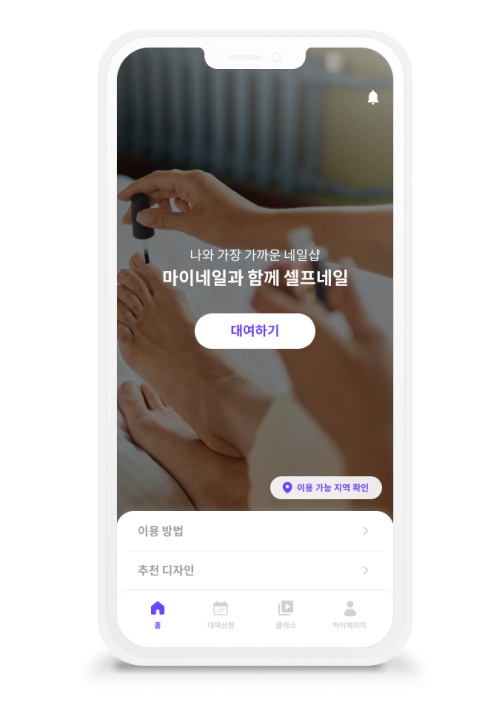 나와 가장 가까운 네일샵
마이네일과 함께 셀프네일
대여하기
이용 가능 지역 확인
이용 방법
추천 디자인
홈
대여신청
클래스
마이페이지